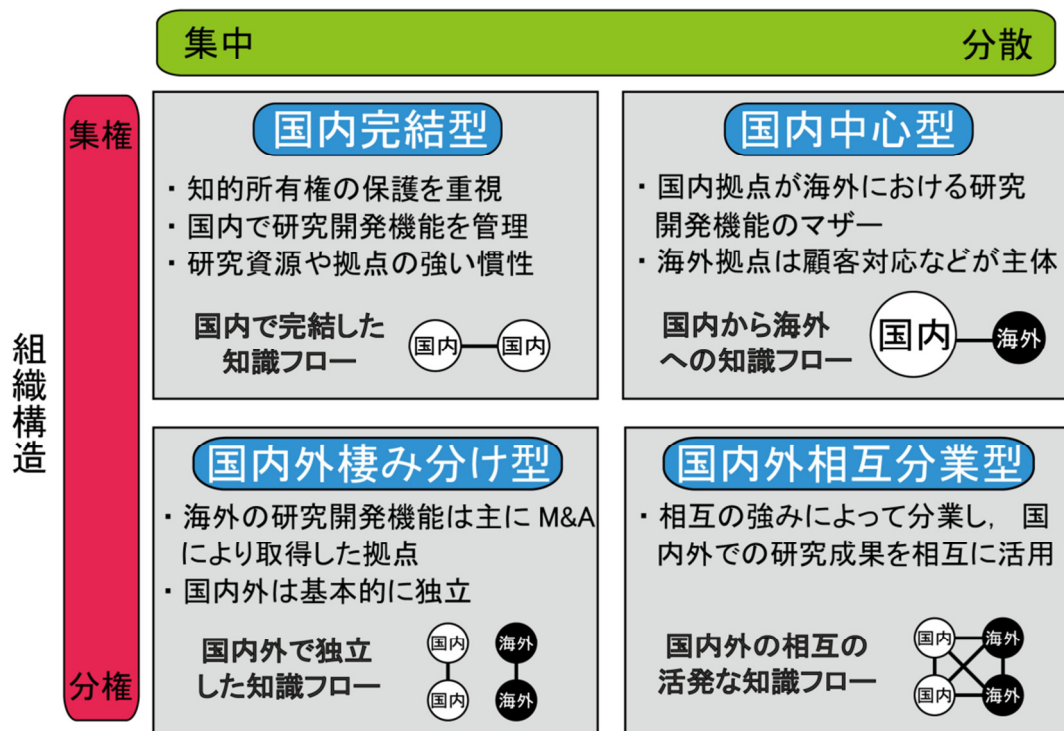 集中
分散
組織構造
集権
分権
国内完結型
・知的所有権の保護を重視
・国内で研究開発機能を管理
・研究資源や拠点の強い慣性
国内で完結した
知識フロー
国内
国内
国内中心型
・国内拠点が海外における研究
開発機能のマザー
・海外拠点は顧客対応などが主体
国内から海外
への知識フロー
国内
海外
国内外棲み分け型
・海外の研究開発機能は主に M&A
により取得した拠点
・国内外は基本的に独立
国内外で独立
した知識フロー
国内
海外
国内
海外
国内外相互分業型
・相互の強みによって分業し, 国
内外での研究成果を相互に活用
国内外の相互の
活発な知識フロー
国内
海外
国内
海外